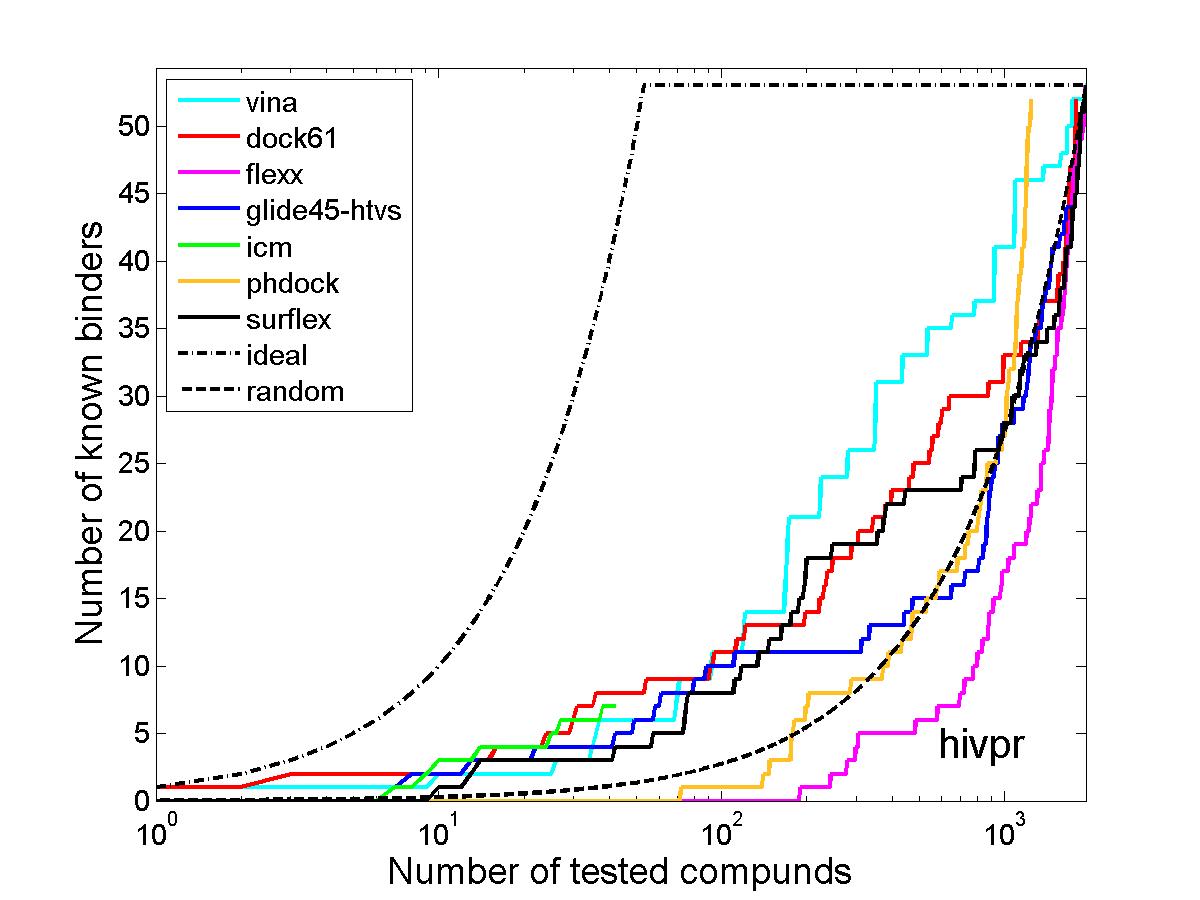 vina
dock61
flexx
glide45-htvs
icm
phdock
surflex
ideal
random
50
45
40
35
30
25
20
15
10
5
0
Number of known binders
hivpr
10^0
10^1
10^2
10^3
Number of tested compunds